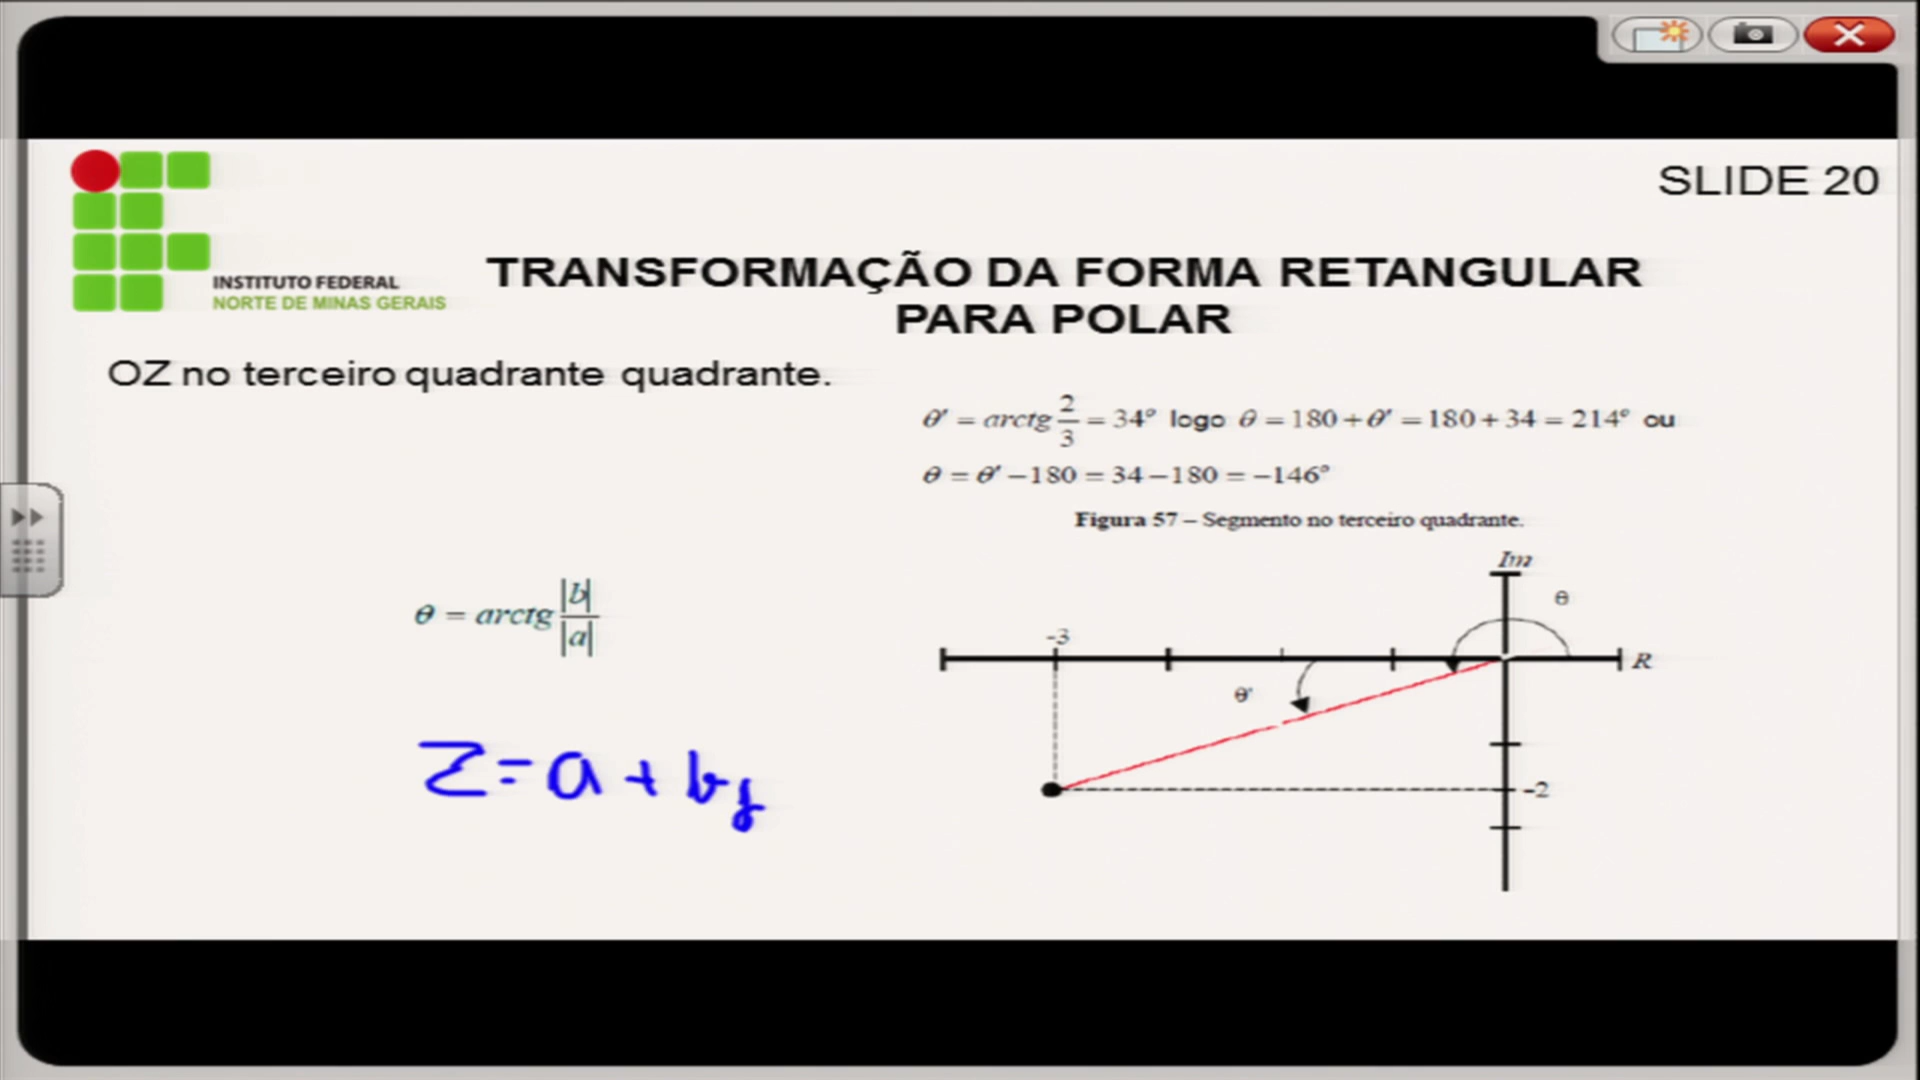 SLIDE 20
INSTITUTO FEDERAL
NORTE DE MINAS GERAIS
TRANSFORMAÇÃO DA FORMA RETANGULAR
PARA POLAR
OZ no terceiro quadrante quadrante.
θ' = arctg 2/3 = 34° logo θ = 180 + θ' = 180 + 34 = 214° ou
θ = θ' − 180 = 34 − 180 = −146°
Figura 57 – Segmento no terceiro quadrante.
Im
θ
-3
R
θ'
-2
θ = arctg |b|/|a|
Z = a + bj